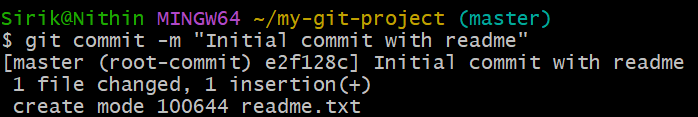 Sirik@Nithin MINGW64 ~/my-git-project (master)
$ git commit -m "Initial commit with readme"
[master (root-commit) e2f128c] Initial commit with readme
 1 file changed, 1 insertion(+)
 create mode 100644 readme.txt